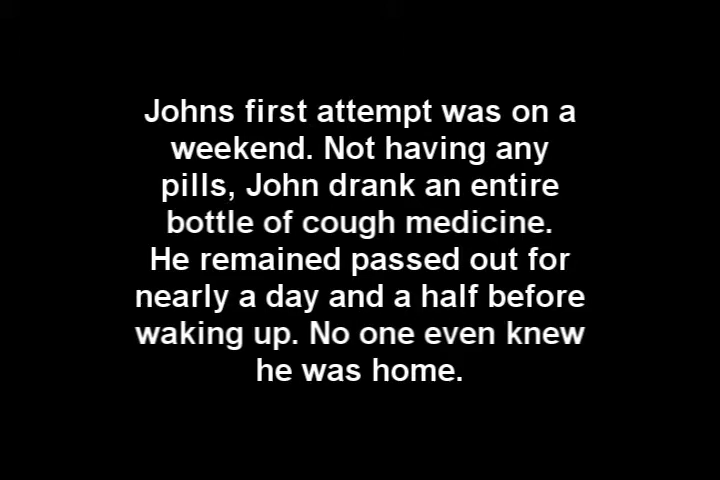 Johns first attempt was on a
weekend. Not having any
pills, John drank an entire
bottle of cough medicine.
He remained passed out for
nearly a day and a half before
waking up. No one even knew
he was home.